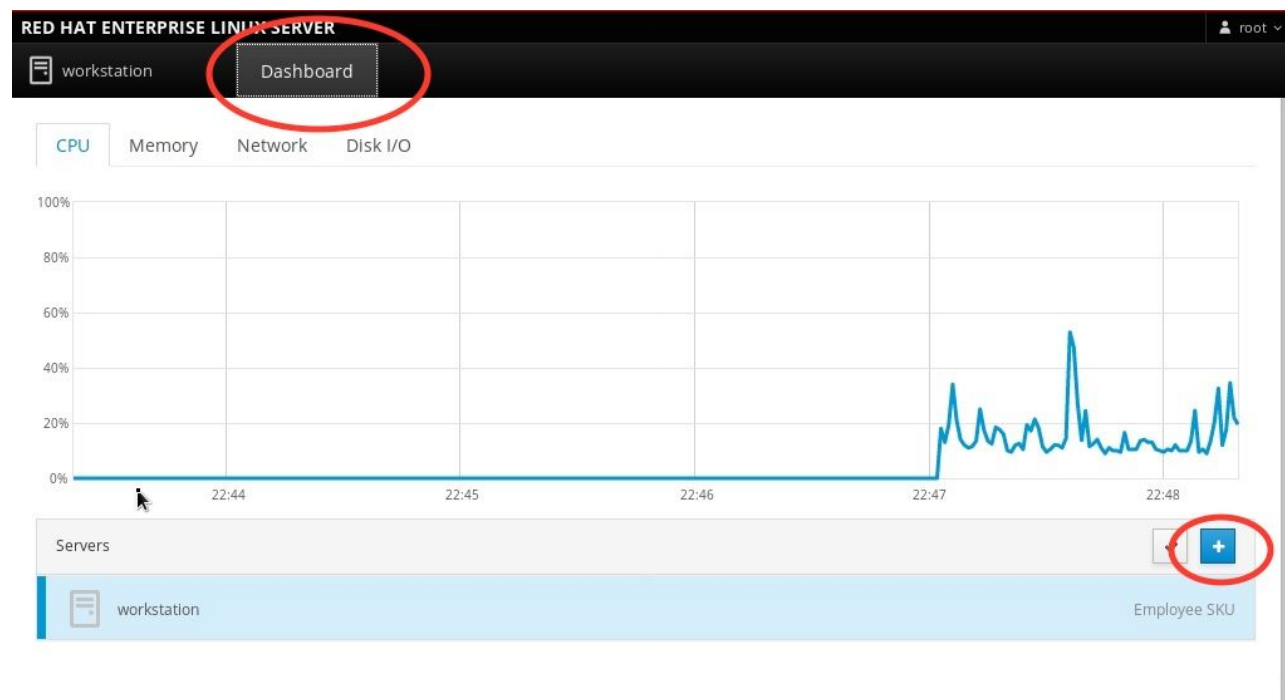 RED HAT ENTERPRISE LINUX SERVER
root
workstation
Dashboard
CPU
Memory
Network
Disk I/O
100%
80%
60%
40%
20%
0%
22:44
22:45
22:46
22:47
22:48
Servers
workstation
Employee SKU